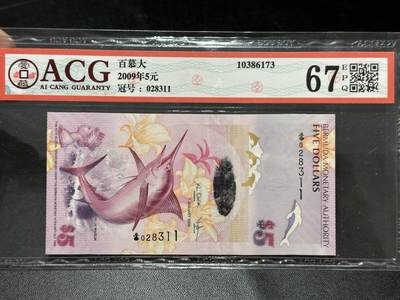 ACG
AI CANG GUARANTY
百慕大
2009年5元
冠号: 028311
10386173
67
EPQ
BERMUDA MONETARY AUTHORITY
FIVE DOLLARS
028311
$5
028311
$5